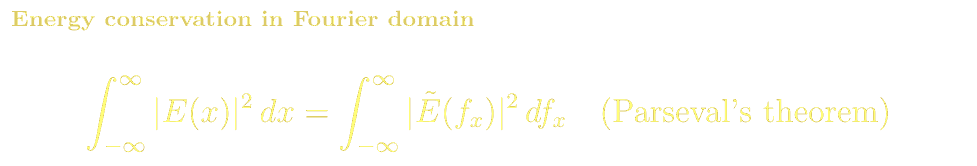 Energy conservation in Fourier domain
∫_{-∞}^{∞} |E(x)|² dx = ∫_{-∞}^{∞} |Ẽ(f_x)|² df_x (Parseval's theorem)